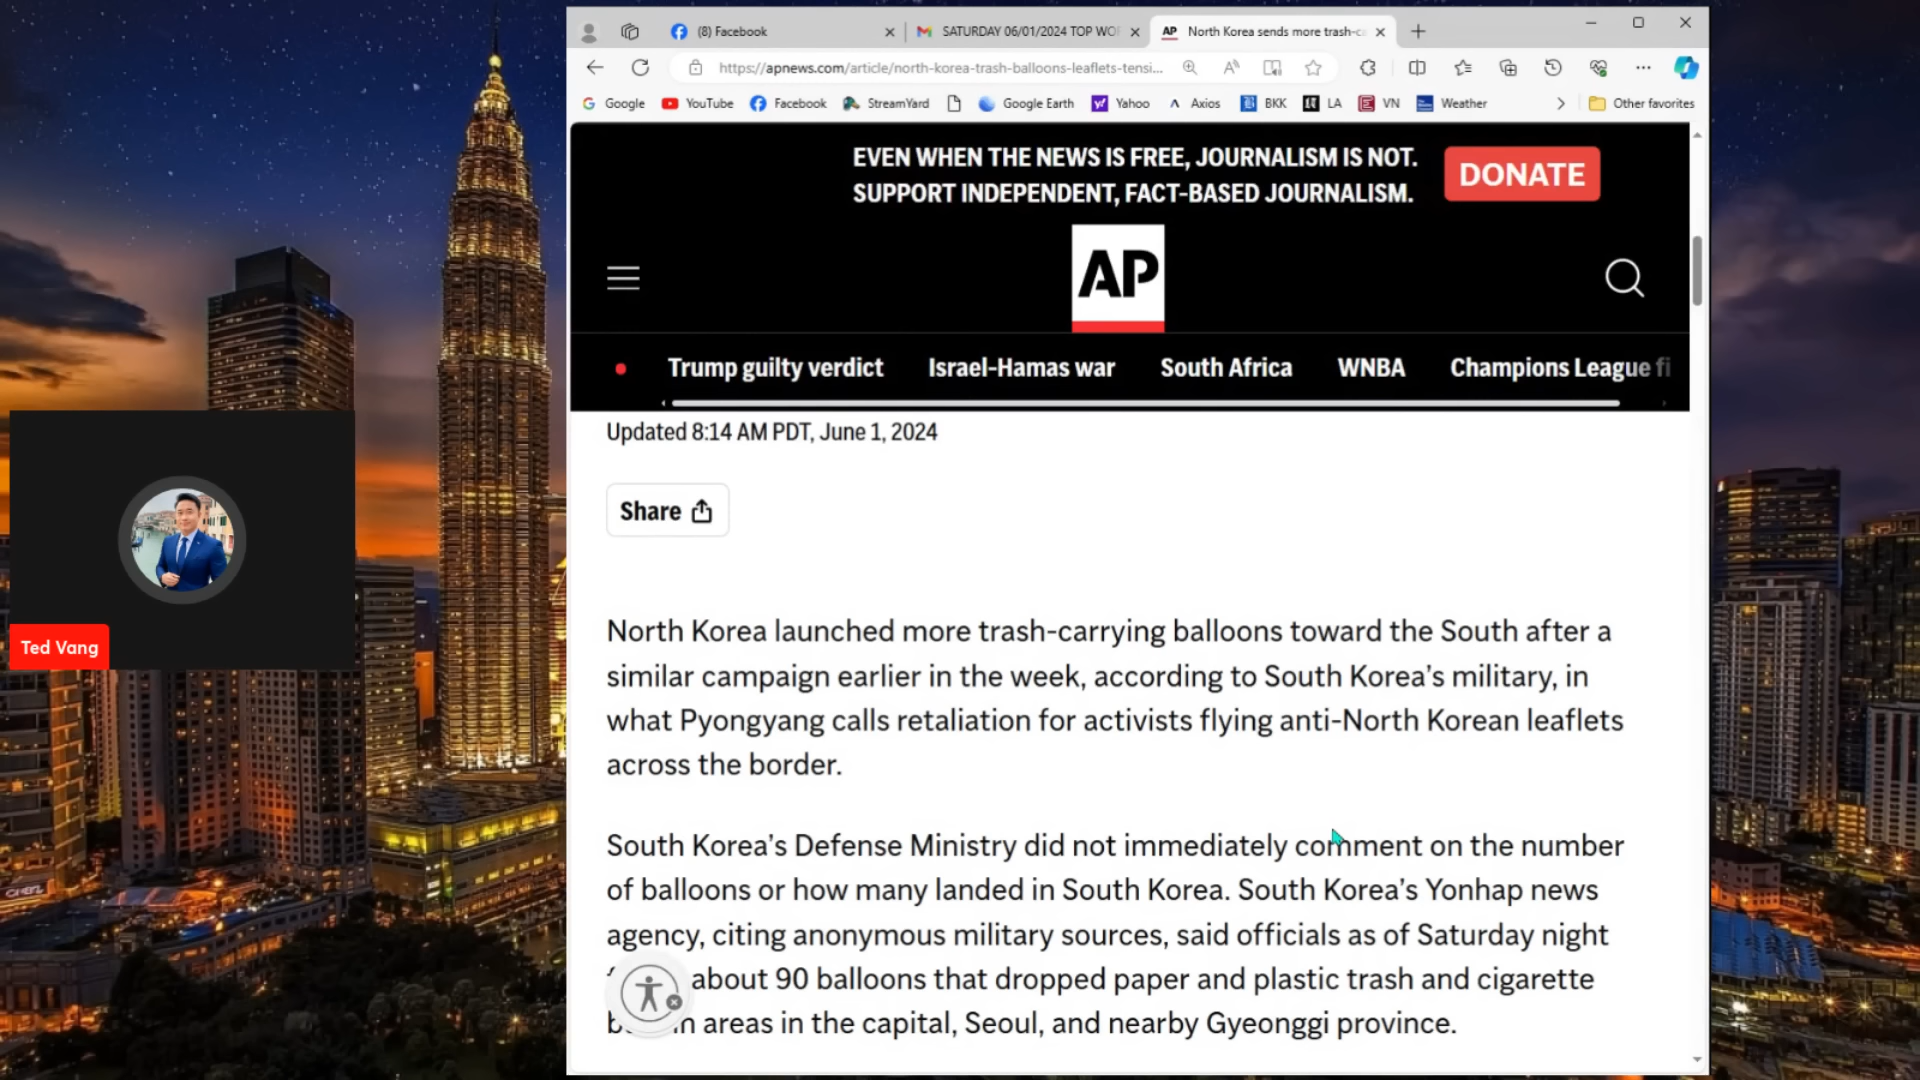 (8) Facebook
SATURDAY 06/01/2024 TOP WO
AP North Korea sends more trash-c
https://apnews.com/article/north-korea-trash-balloons-leaflets-tensi...
Google YouTube Facebook StreamYard Google Earth Yahoo Axios BKK LA VN Weather Other favorites
EVEN WHEN THE NEWS IS FREE, JOURNALISM IS NOT.
SUPPORT INDEPENDENT, FACT-BASED JOURNALISM.
DONATE
AP
Trump guilty verdict Israel-Hamas war South Africa WNBA Champions League fi
Updated 8:14 AM PDT, June 1, 2024
Share
Ted Vang
North Korea launched more trash-carrying balloons toward the South after a
similar campaign earlier in the week, according to South Korea’s military, in
what Pyongyang calls retaliation for activists flying anti-North Korean leaflets
across the border.
South Korea’s Defense Ministry did not immediately comment on the number
of balloons or how many landed in South Korea. South Korea’s Yonhap news
agency, citing anonymous military sources, said officials as of Saturday night
about 90 balloons that dropped paper and plastic trash and cigarette
in areas in the capital, Seoul, and nearby Gyeonggi province.